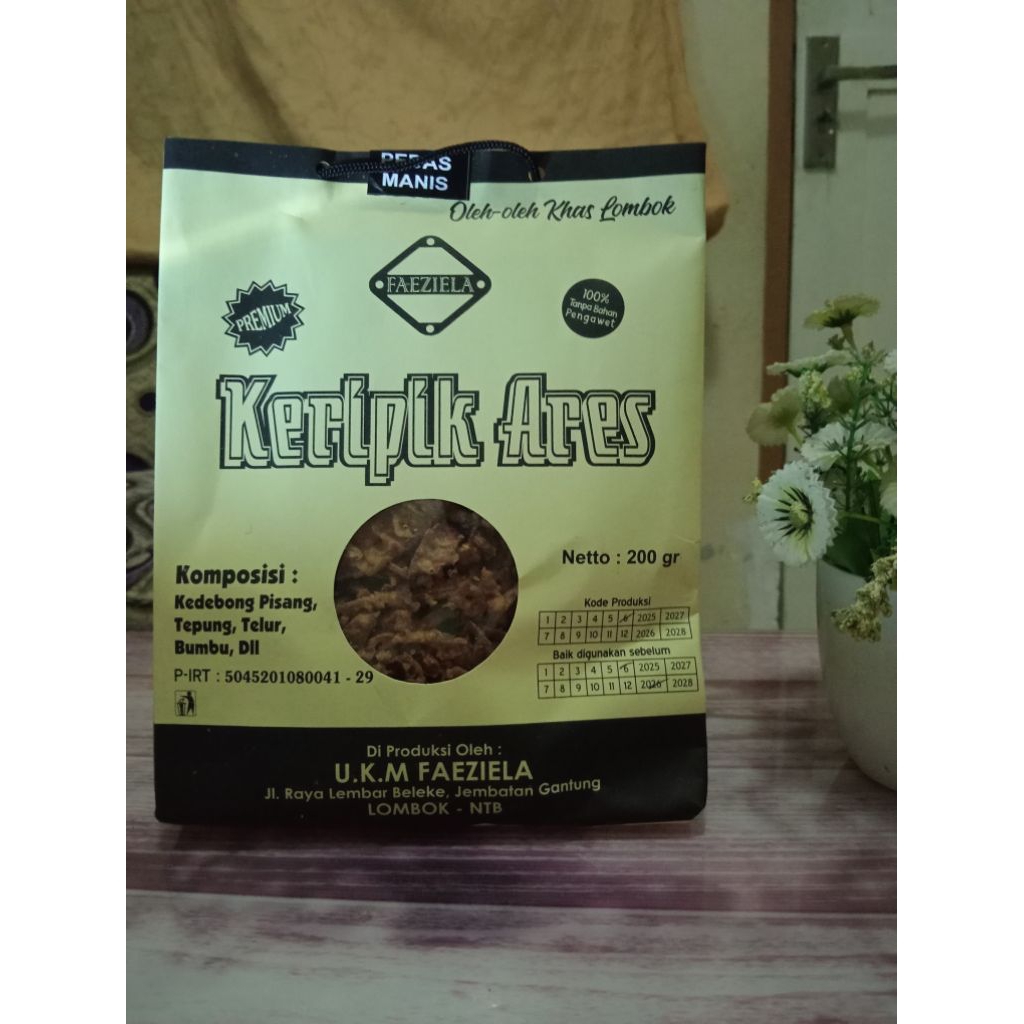 PEDAS
MANIS
Oleh-oleh Khas Lombok
FAEZIELA
PREMIUM
100%
Tanpa Bahan
Pengawet
Keripik Ares
Komposisi :
Kedebong Pisang,
Tepung, Telur,
Bumbu, Dll
P-IRT : 5045201080041 - 29
Netto : 200 gr
Kode Produksi
1 2 3 4 5 6 2025 2027
7 8 9 10 11 12 2026 2028
Baik digunakan sebelum
1 2 3 4 5 6 2025 2027
7 8 9 10 11 12 2026 2028
Di Produksi Oleh :
U.K.M FAEZIELA
Jl. Raya Lembar Beleke, Jembatan Gantung
LOMBOK - NTB